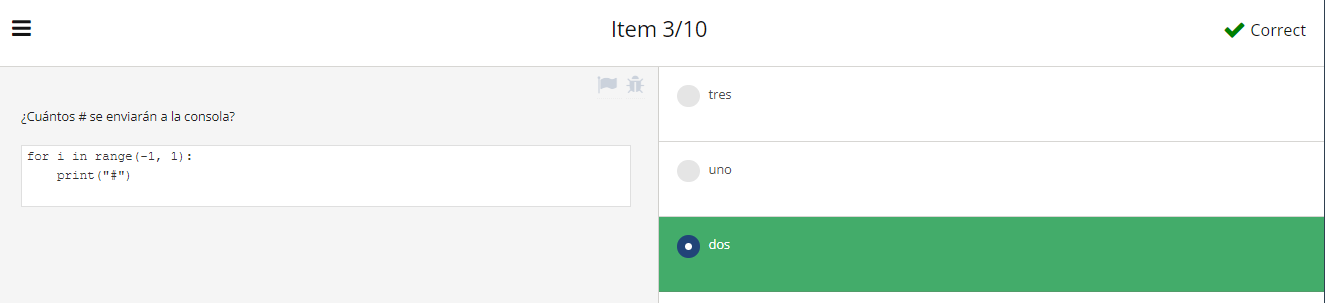 Item 3/10
Correct
¿Cuántos # se enviarán a la consola?
for i in range(-1, 1):
    print("#")
tres
uno
dos